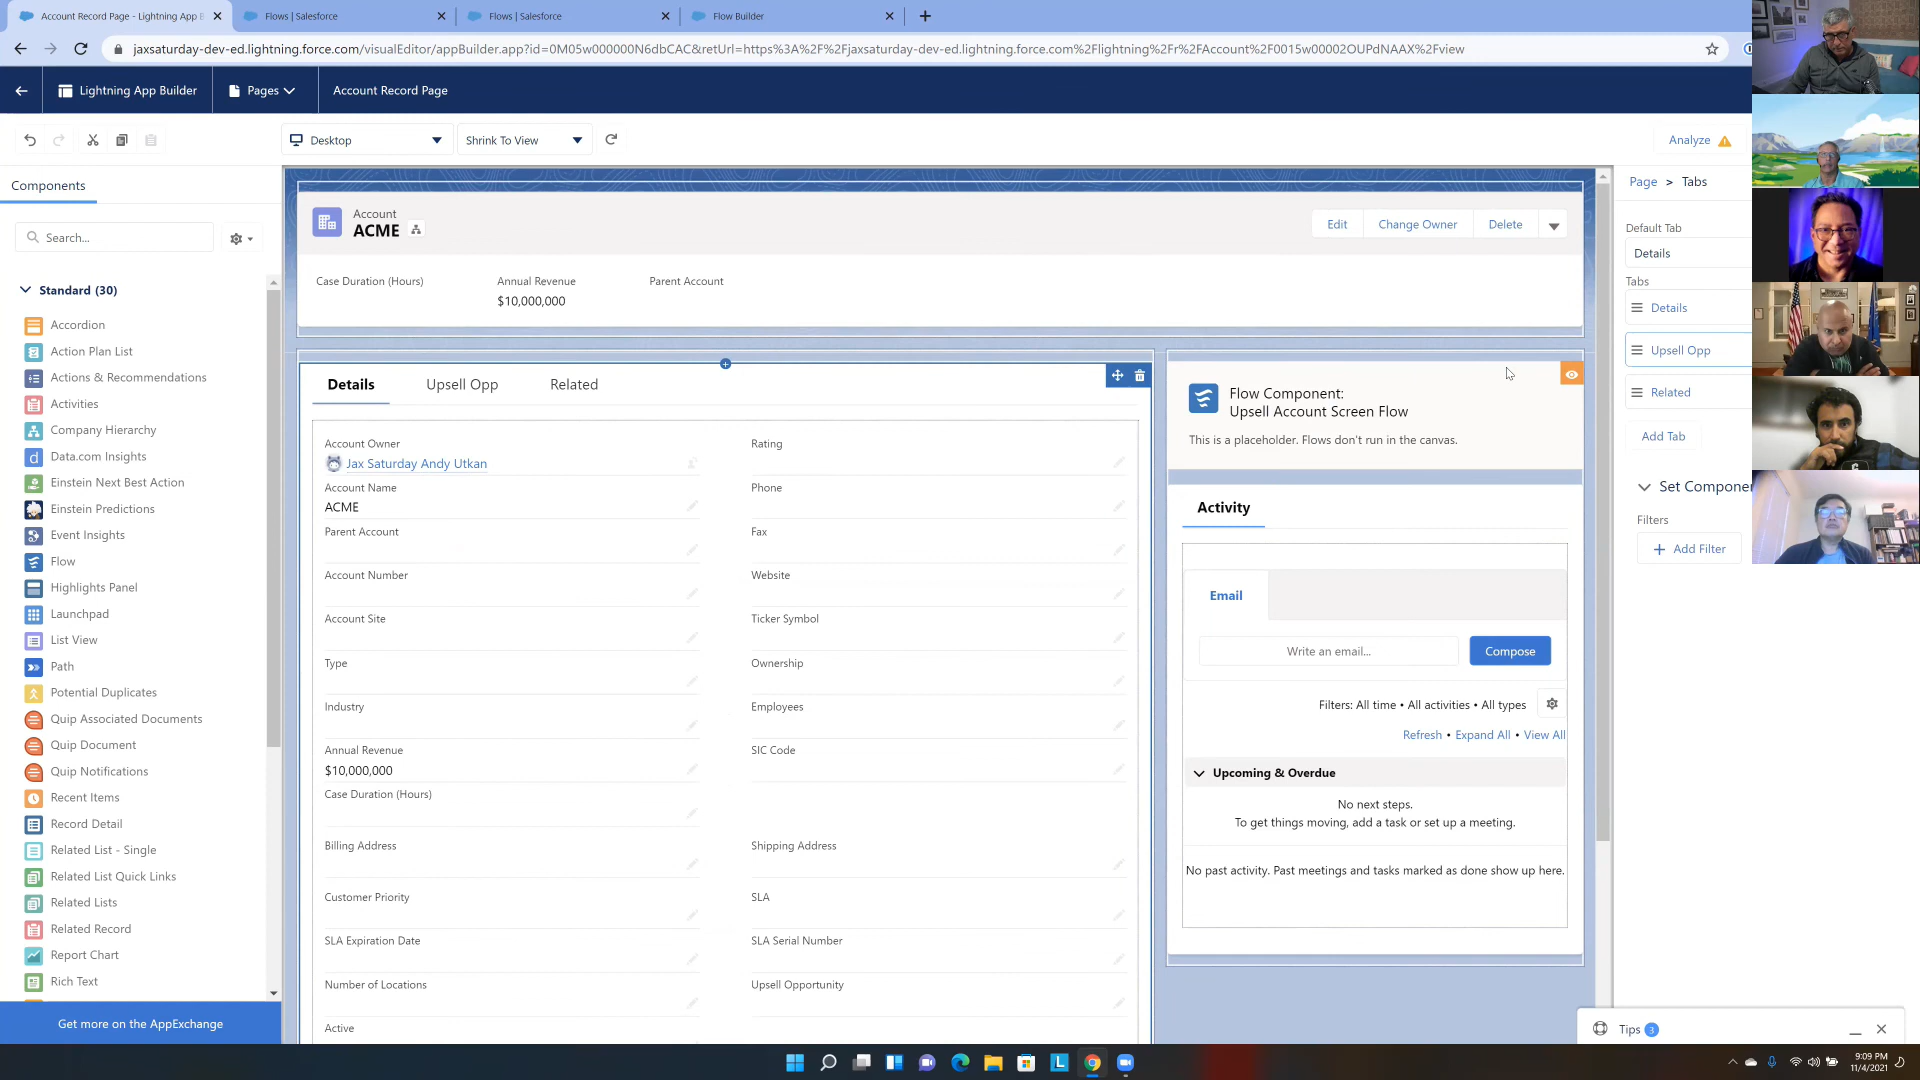 Account Record Page - Lightning App B
Flows | Salesforce
Flows | Salesforce
Flow Builder
jaxsaturday-dev-ed.lightning.force.com/visualEditor/appBuilder.app?id=0M05w000000N6dbCAC&retUrl=https%3A%2F%2Fjaxsaturday-dev-ed.lightning.force.com%2Flightning%2Fr%2FAccount%2F0015w00002OUPdNAAX%2Fview
Lightning App Builder
Pages
Account Record Page
Desktop
Shrink To View
Analyze
Components
Search...
Standard (30)
Accordion
Action Plan List
Actions & Recommendations
Activities
Company Hierarchy
Data.com Insights
Einstein Next Best Action
Einstein Predictions
Event Insights
Flow
Highlights Panel
Launchpad
List View
Path
Potential Duplicates
Quip Associated Documents
Quip Document
Quip Notifications
Recent Items
Record Detail
Related List - Single
Related List Quick Links
Related Lists
Related Record
Report Chart
Rich Text
Get more on the AppExchange
Account
ACME
Edit
Change Owner
Delete
Case Duration (Hours)
Annual Revenue
Parent Account
$10,000,000
Details
Upsell Opp
Related
Account Owner
Rating
Jax Saturday Andy Utkan
Account Name
Phone
ACME
Parent Account
Fax
Account Number
Website
Account Site
Ticker Symbol
Type
Ownership
Industry
Employees
Annual Revenue
SIC Code
$10,000,000
Case Duration (Hours)
Billing Address
Shipping Address
Customer Priority
SLA
SLA Expiration Date
SLA Serial Number
Number of Locations
Upsell Opportunity
Active
Flow Component:
Upsell Account Screen Flow
This is a placeholder. Flows don't run in the canvas.
Activity
Email
Write an email...
Compose
Filters: All time • All activities • All types
Refresh • Expand All • View All
Upcoming & Overdue
No next steps.
To get things moving, add a task or set up a meeting.
No past activity. Past meetings and tasks marked as done show up here.
Page > Tabs
Default Tab
Details
Tabs
Details
Upsell Opp
Related
Add Tab
Set Compone
Filters
Add Filter
Tips 3
9:09 PM
11/4/2021